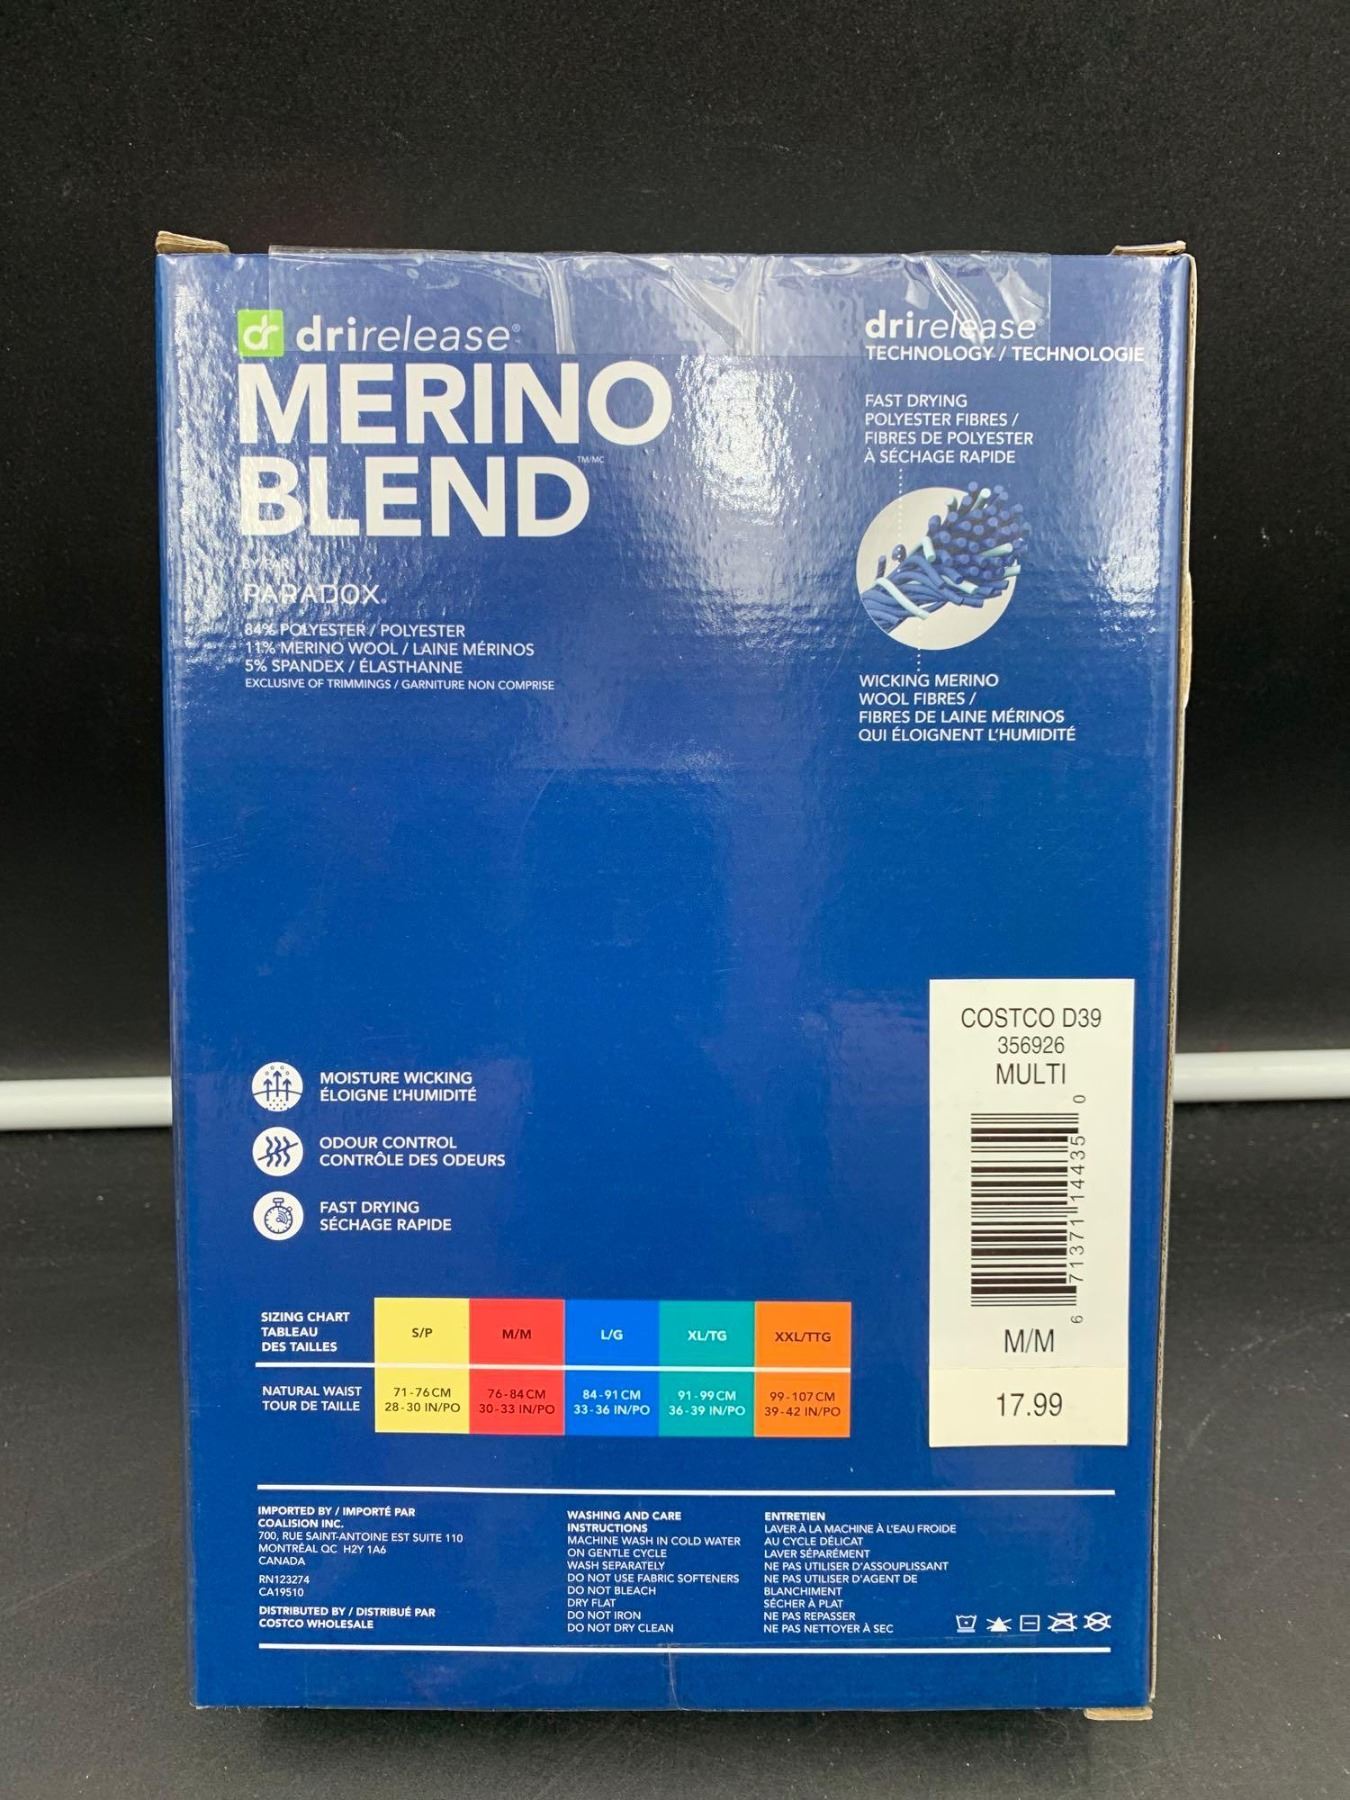 dr drirelease®
MERINO
BLEND TM/MC
BY/PAR
PARADOX.
84% POLYESTER / POLYESTER
11% MERINO WOOL / LAINE MÉRINOS
5% SPANDEX / ÉLASTHANNE
EXCLUSIVE OF TRIMMINGS / GARNITURE NON COMPRISE
drirelease
TECHNOLOGY / TECHNOLOGIE
FAST DRYING
POLYESTER FIBRES /
FIBRES DE POLYESTER
À SÉCHAGE RAPIDE
WICKING MERINO
WOOL FIBRES /
FIBRES DE LAINE MÉRINOS
QUI ÉLOIGNENT L'HUMIDITÉ
COSTCO D39
356926
MULTI
6 71371 14435 0
M/M
17.99
MOISTURE WICKING
ÉLOIGNE L'HUMIDITÉ
ODOUR CONTROL
CONTRÔLE DES ODEURS
FAST DRYING
SÉCHAGE RAPIDE
SIZING CHART
TABLEAU
DES TAILLES
S/P M/M L/G XL/TG XXL/TTG
NATURAL WAIST
TOUR DE TAILLE
71-76 CM 76-84 CM 84-91 CM 91-99 CM 99-107 CM
28-30 IN/PO 30-33 IN/PO 33-36 IN/PO 36-39 IN/PO 39-42 IN/PO
IMPORTED BY / IMPORTÉ PAR
COALISION INC.
700, RUE SAINT-ANTOINE EST SUITE 110
MONTRÉAL QC H2Y 1A6
CANADA
RN123274
CA19510
DISTRIBUTED BY / DISTRIBUÉ PAR
COSTCO WHOLESALE
WASHING AND CARE
INSTRUCTIONS
MACHINE WASH IN COLD WATER
ON GENTLE CYCLE
WASH SEPARATELY
DO NOT USE FABRIC SOFTENERS
DO NOT BLEACH
DRY FLAT
DO NOT IRON
DO NOT DRY CLEAN
ENTRETIEN
LAVER À LA MACHINE À L'EAU FROIDE
AU CYCLE DÉLICAT
LAVER SÉPARÉMENT
NE PAS UTILISER D'ASSOUPLISSANT
NE PAS UTILISER D'AGENT DE
BLANCHIMENT
SÉCHER À PLAT
NE PAS REPASSER
NE PAS NETTOYER À SEC